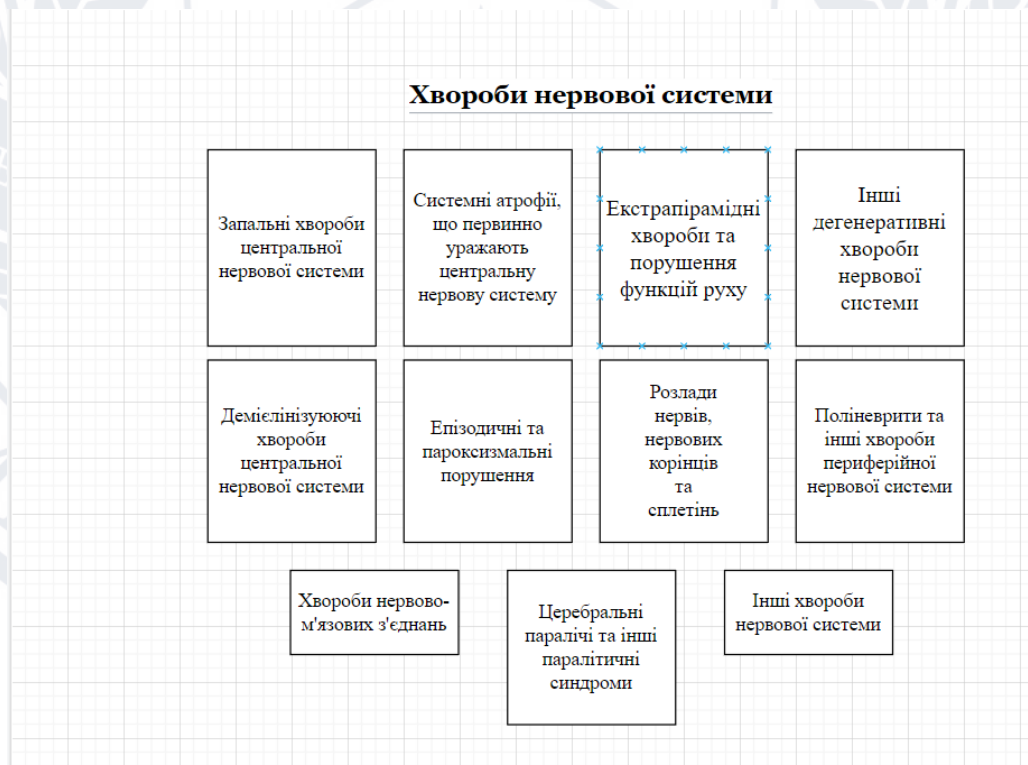 Хвороби нервової системи
Запальні хвороби
центральної
нервової системи
Системні атрофії,
що первинно
уражають
центральну
нервову систему
Екстрапірамідні
хвороби та
порушення
функцій руху
Інші
дегенеративні
хвороби
нервової
системи
Демієлінізуюючі
хвороби
центральної
нервової системи
Епізодичні та
пароксизмальні
порушення
Розлади
нервів,
нервових
корінців
та
сплетінь
Поліневрити та
інші хвороби
периферійної
нервової системи
Хвороби нервово-
м'язових з'єднань
Церебральні
паралічі та інші
паралітичні
синдроми
Інші хвороби
нервової системи